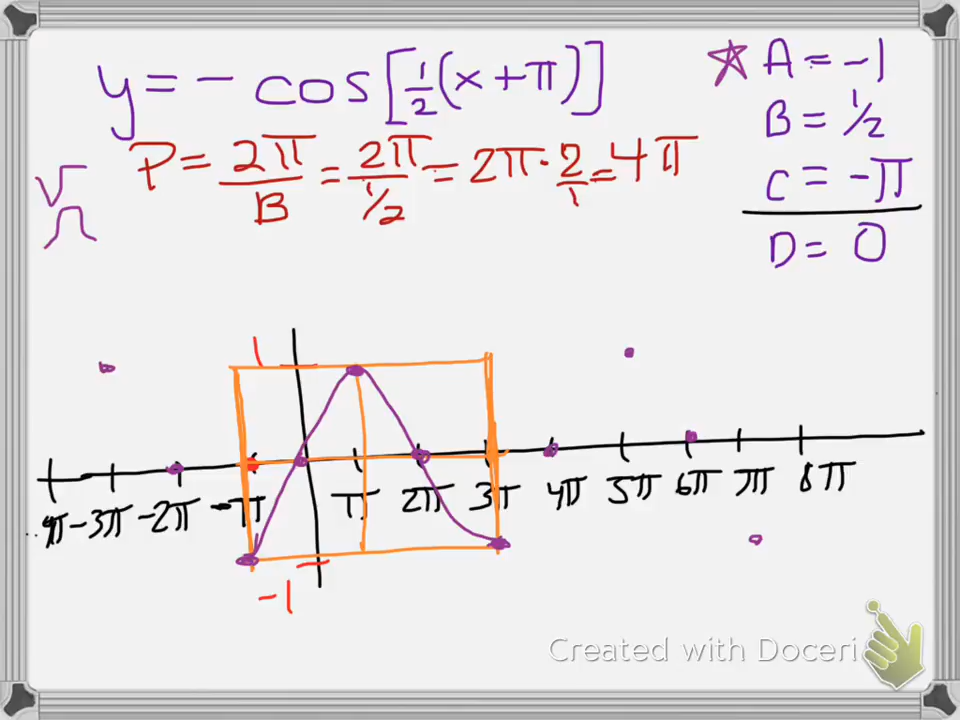 y = - cos[½(x + π)]
P = 2π/B = 2π/½ = 2π · 2/1 = 4π
☆ A = -1
B = ½
C = -π
D = 0
1
4π -3π -2π -π π 2π 3π 4π 5π 6π 7π 8π
-1
Created with Doceri